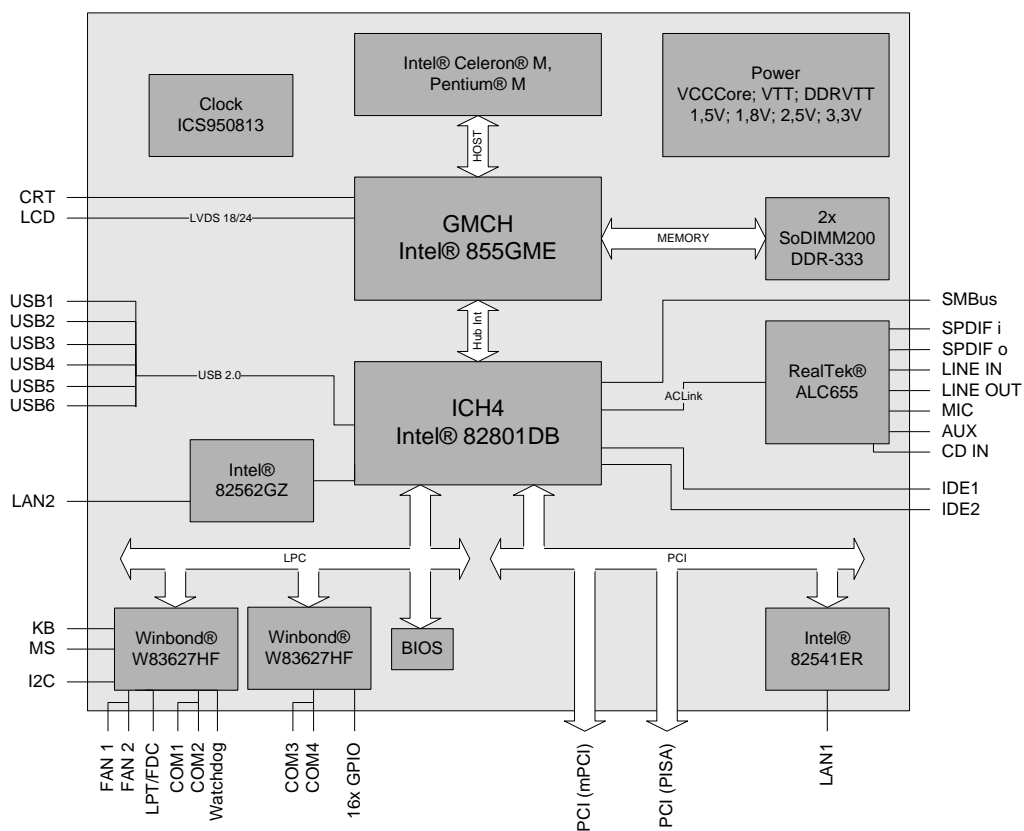 Intel® Celeron® M,
Pentium® M
Power
VCCCore; VTT; DDRVTT
1,5V; 1,8V; 2,5V; 3,3V
Clock
ICS950813
HOST
CRT
LCD
LVDS 18/24
GMCH
Intel® 855GME
MEMORY
2x
SoDIMM200
DDR-333
USB1
USB2
USB3
USB4
USB5
USB6
USB 2.0
Hub Int
SMBus
SPDIF i
SPDIF o
LINE IN
LINE OUT
MIC
AUX
CD IN
RealTek®
ALC655
ACLink
ICH4
Intel® 82801DB
Intel®
82562GZ
LAN2
IDE1
IDE2
LPC
PCI
KB
MS
I2C
Winbond®
W83627HF
Winbond®
W83627HF
BIOS
Intel®
82541ER
FAN 1
FAN 2
LPT/FDC
COM1
COM2
Watchdog
COM3
COM4
16x GPIO
PCI (mPCI)
PCI (PISA)
LAN1